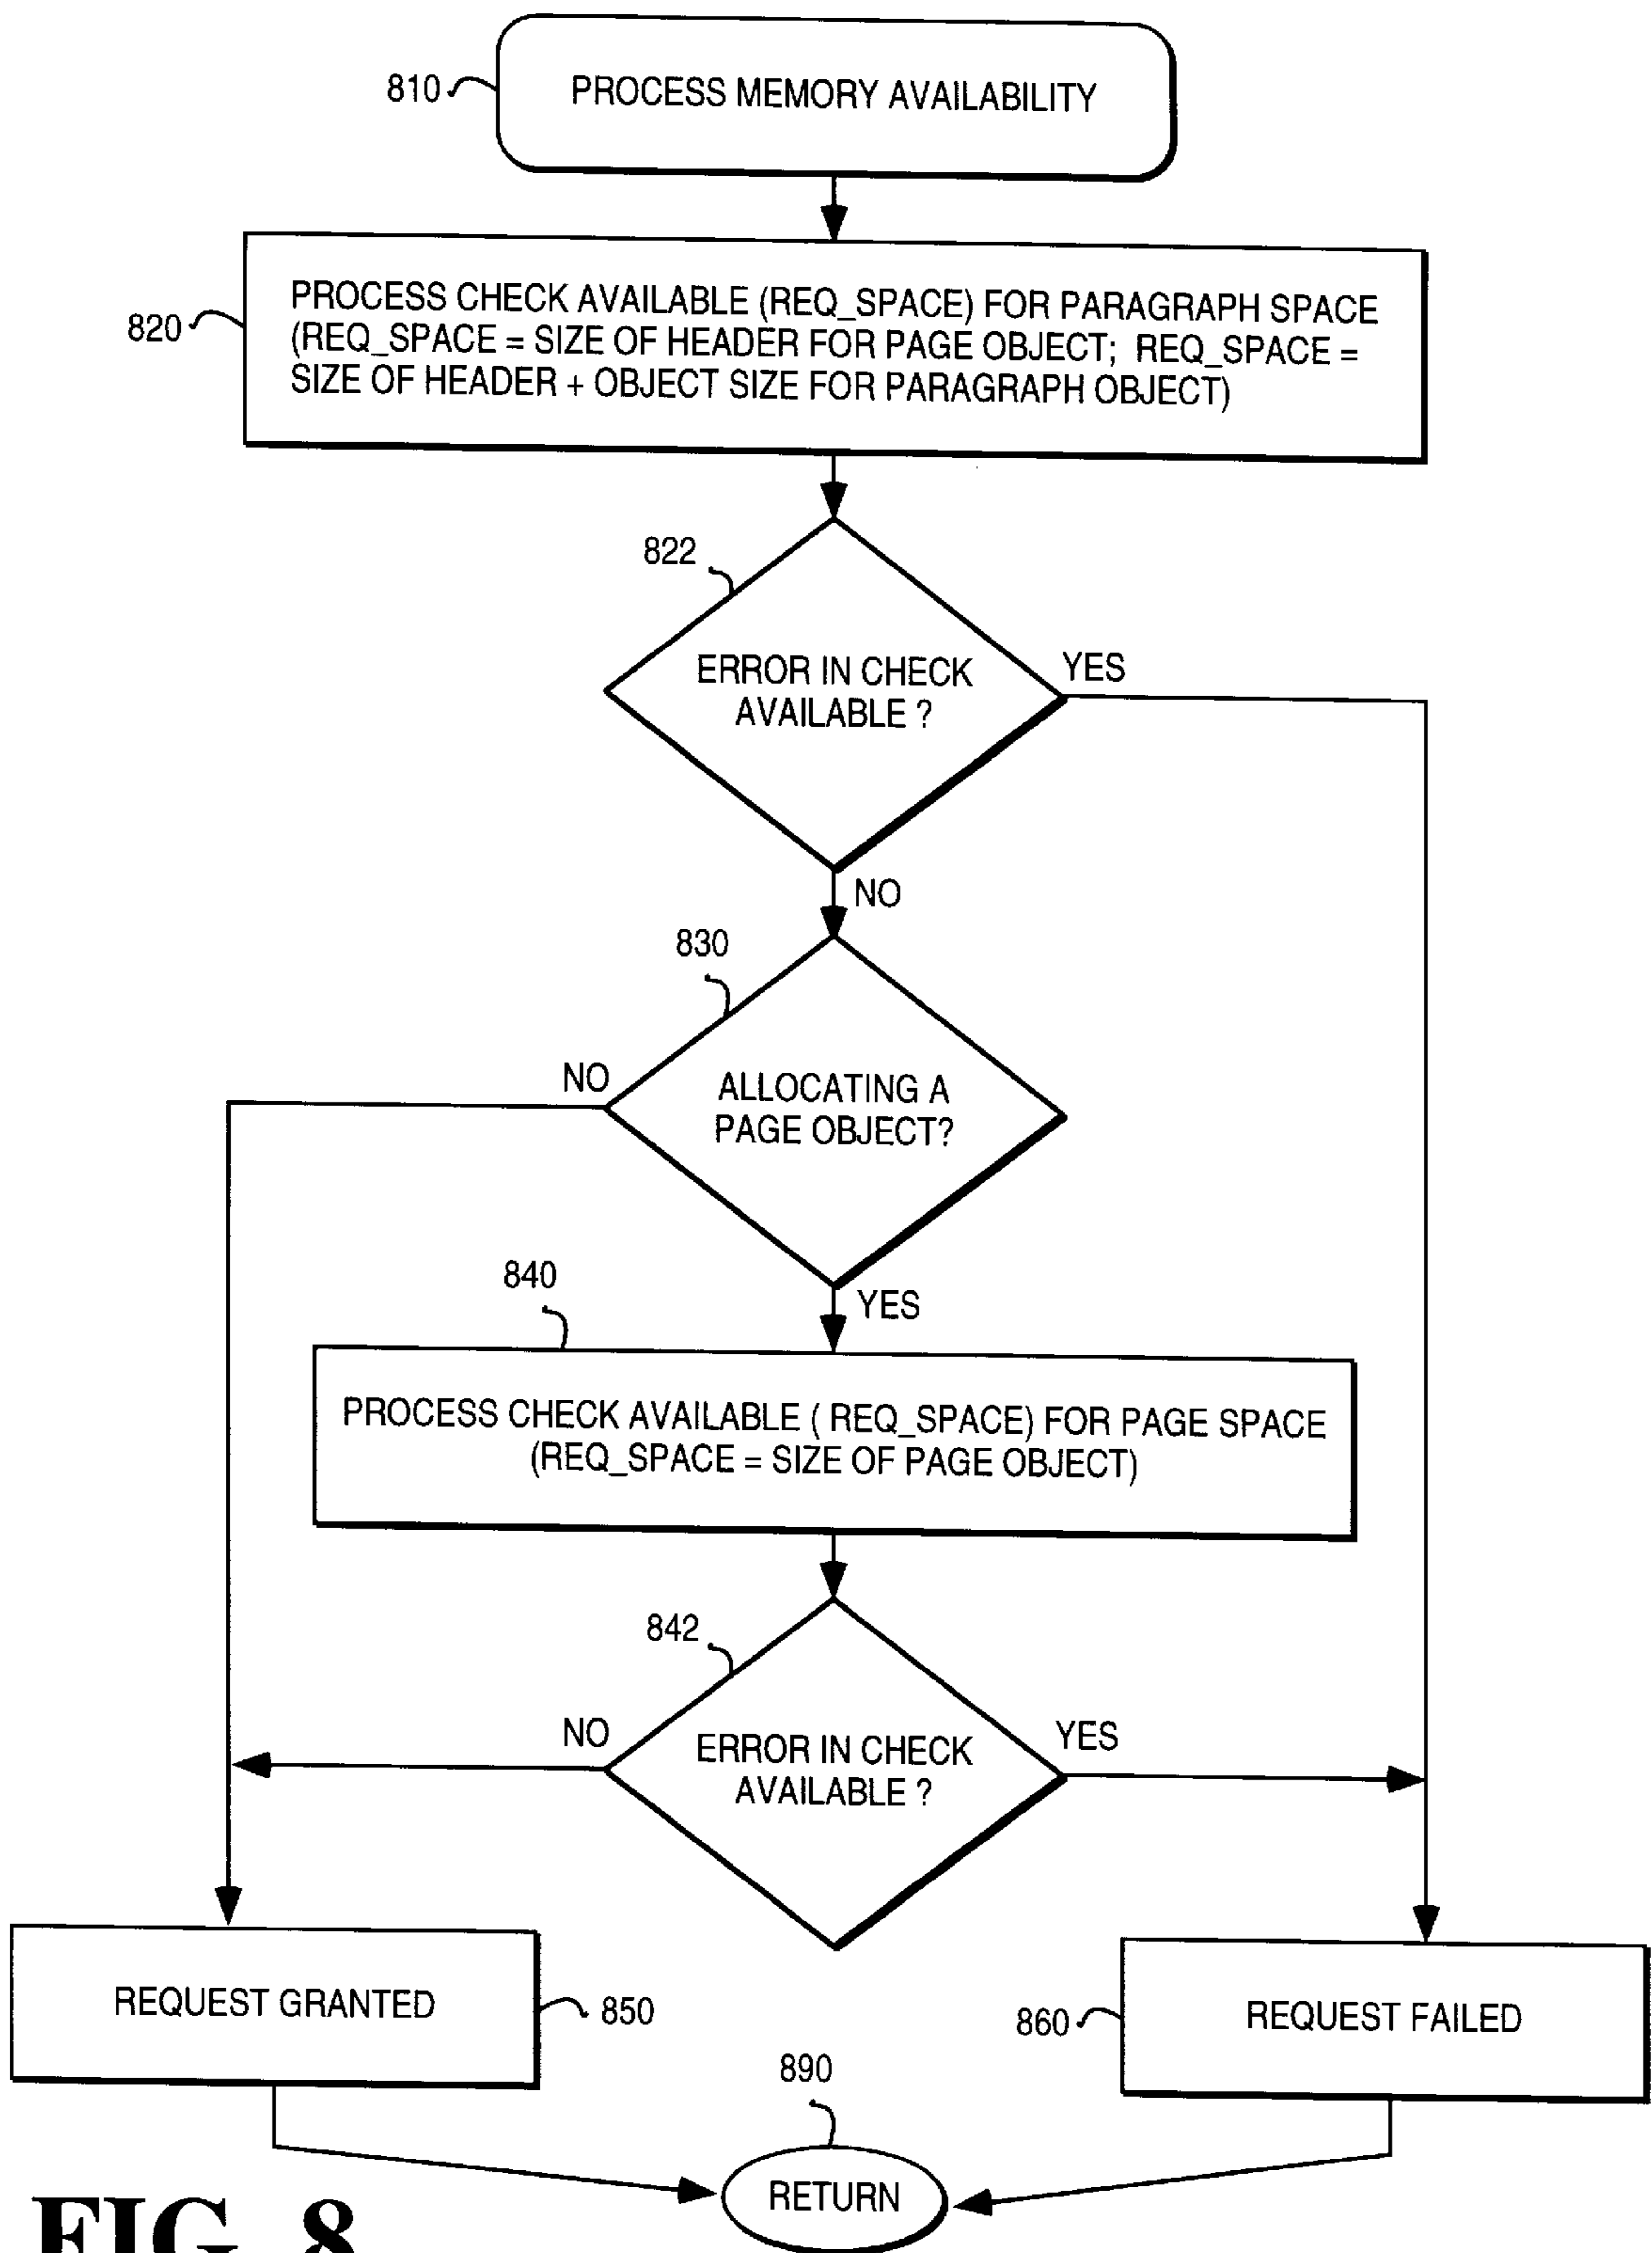 810
PROCESS MEMORY AVAILABILITY
820
PROCESS CHECK AVAILABLE (REQ_SPACE) FOR PARAGRAPH SPACE
(REQ_SPACE = SIZE OF HEADER FOR PAGE OBJECT; REQ_SPACE =
SIZE OF HEADER + OBJECT SIZE FOR PARAGRAPH OBJECT)
822
ERROR IN CHECK
AVAILABLE ?
YES
NO
830
NO
ALLOCATING A
PAGE OBJECT?
840
YES
PROCESS CHECK AVAILABLE ( REQ_SPACE) FOR PAGE SPACE
(REQ_SPACE = SIZE OF PAGE OBJECT)
842
NO
ERROR IN CHECK
AVAILABLE ?
YES
REQUEST GRANTED
850
860
REQUEST FAILED
890
RETURN
FIG. 8